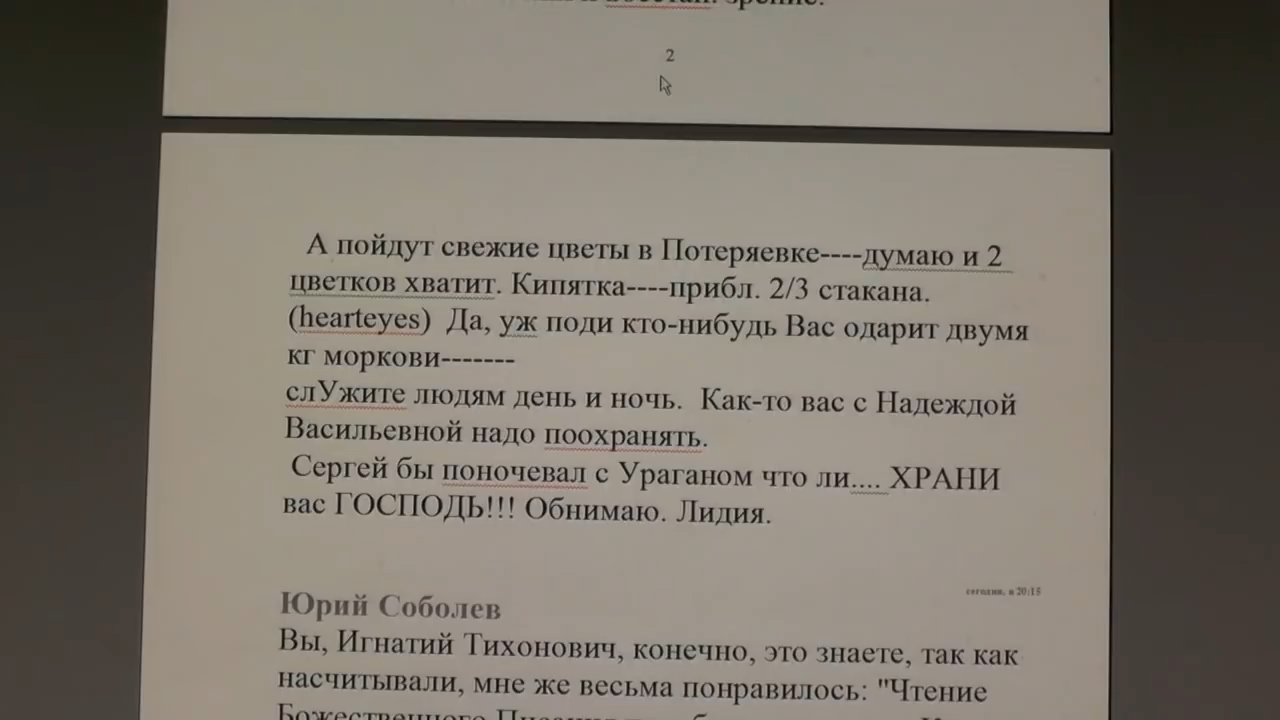 зрение.
2
А пойдут свежие цветы в Потеряевке----думаю и 2
цветков хватит. Кипятка----прибл. 2/3 стакана.
(hearteyes) Да, уж поди кто-нибудь Вас одарит двумя
кг моркови-------
слУжите людям день и ночь. Как-то вас с Надеждой
Васильевной надо поохранять.
Сергей бы поночевал с Ураганом что ли.... ХРАНИ
вас ГОСПОДЬ!!! Обнимаю. Лидия.
сегодня, в 20:15
Юрий Соболев
Вы, Игнатий Тихонович, конечно, это знаете, так как
насчитывали, мне же весьма понравилось: "Чтение
Божественного